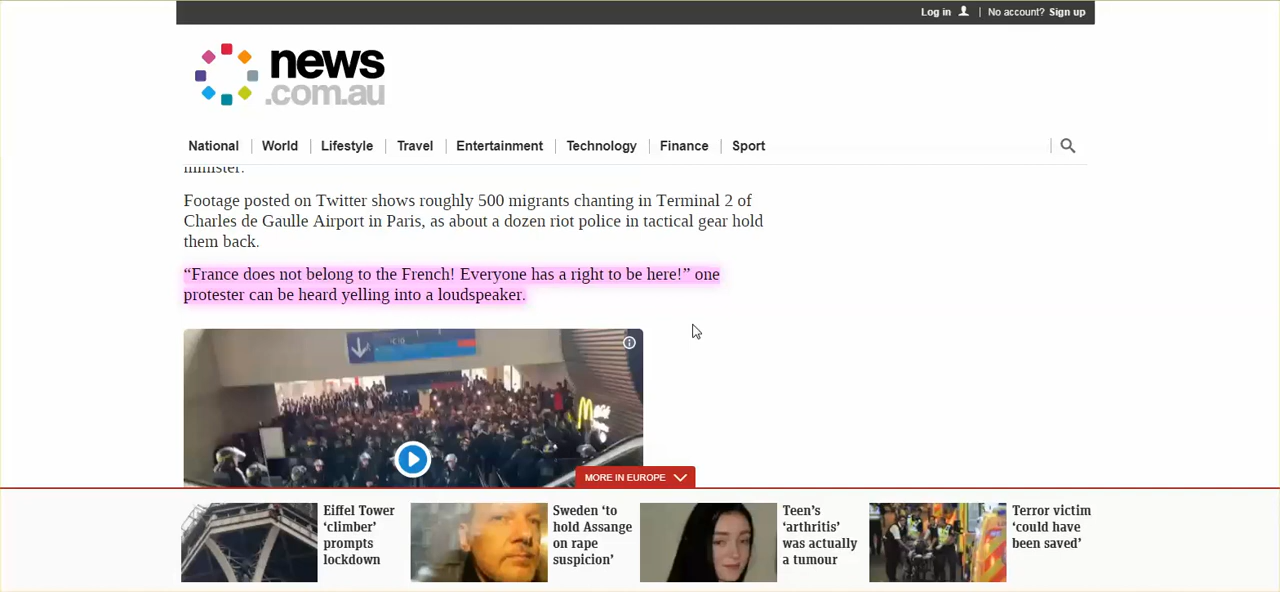 Log in | No account? Sign up
news
.com.au
National | World | Lifestyle | Travel | Entertainment | Technology | Finance | Sport
minister.
Footage posted on Twitter shows roughly 500 migrants chanting in Terminal 2 of
Charles de Gaulle Airport in Paris, as about a dozen riot police in tactical gear hold
them back.
“France does not belong to the French! Everyone has a right to be here!” one
protester can be heard yelling into a loudspeaker.
MORE IN EUROPE
Eiffel Tower
‘climber’
prompts
lockdown
Sweden ‘to
hold Assange
on rape
suspicion’
Teen’s
‘arthritis’
was actually
a tumour
Terror victim
‘could have
been saved’